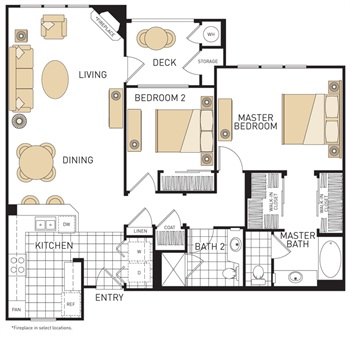 *FIREPLACE
WH
LIVING
DECK
STORAGE
BEDROOM 2
MASTER
BEDROOM
DINING
WALK-IN
CLOSET
WALK-IN
CLOSET
LINEN
COAT
DW
KITCHEN
BATH 2
MASTER
BATH
W
D
ENTRY
REF
PAN
*Fireplace in select locations.